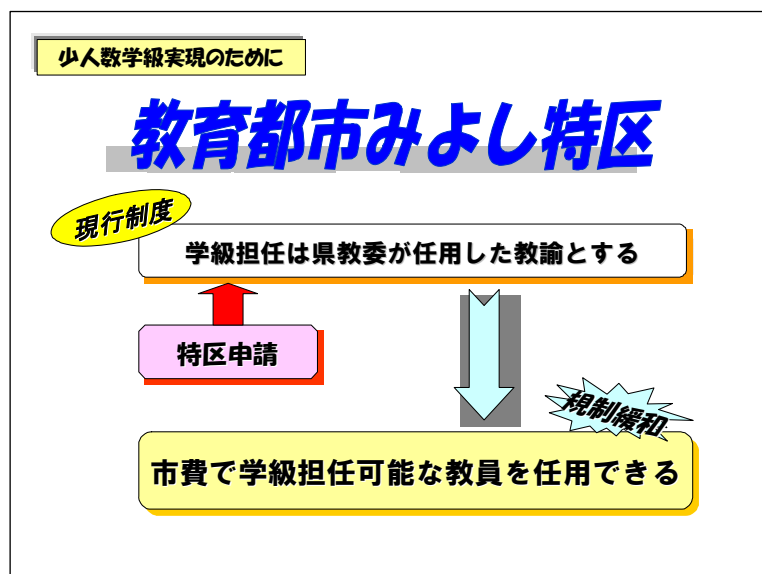 少人数学級実現のために
教育都市みよし特区
現行制度
学級担任は県教委が任用した教諭とする
特区申請
規制緩和
市費で学級担任可能な教員を任用できる